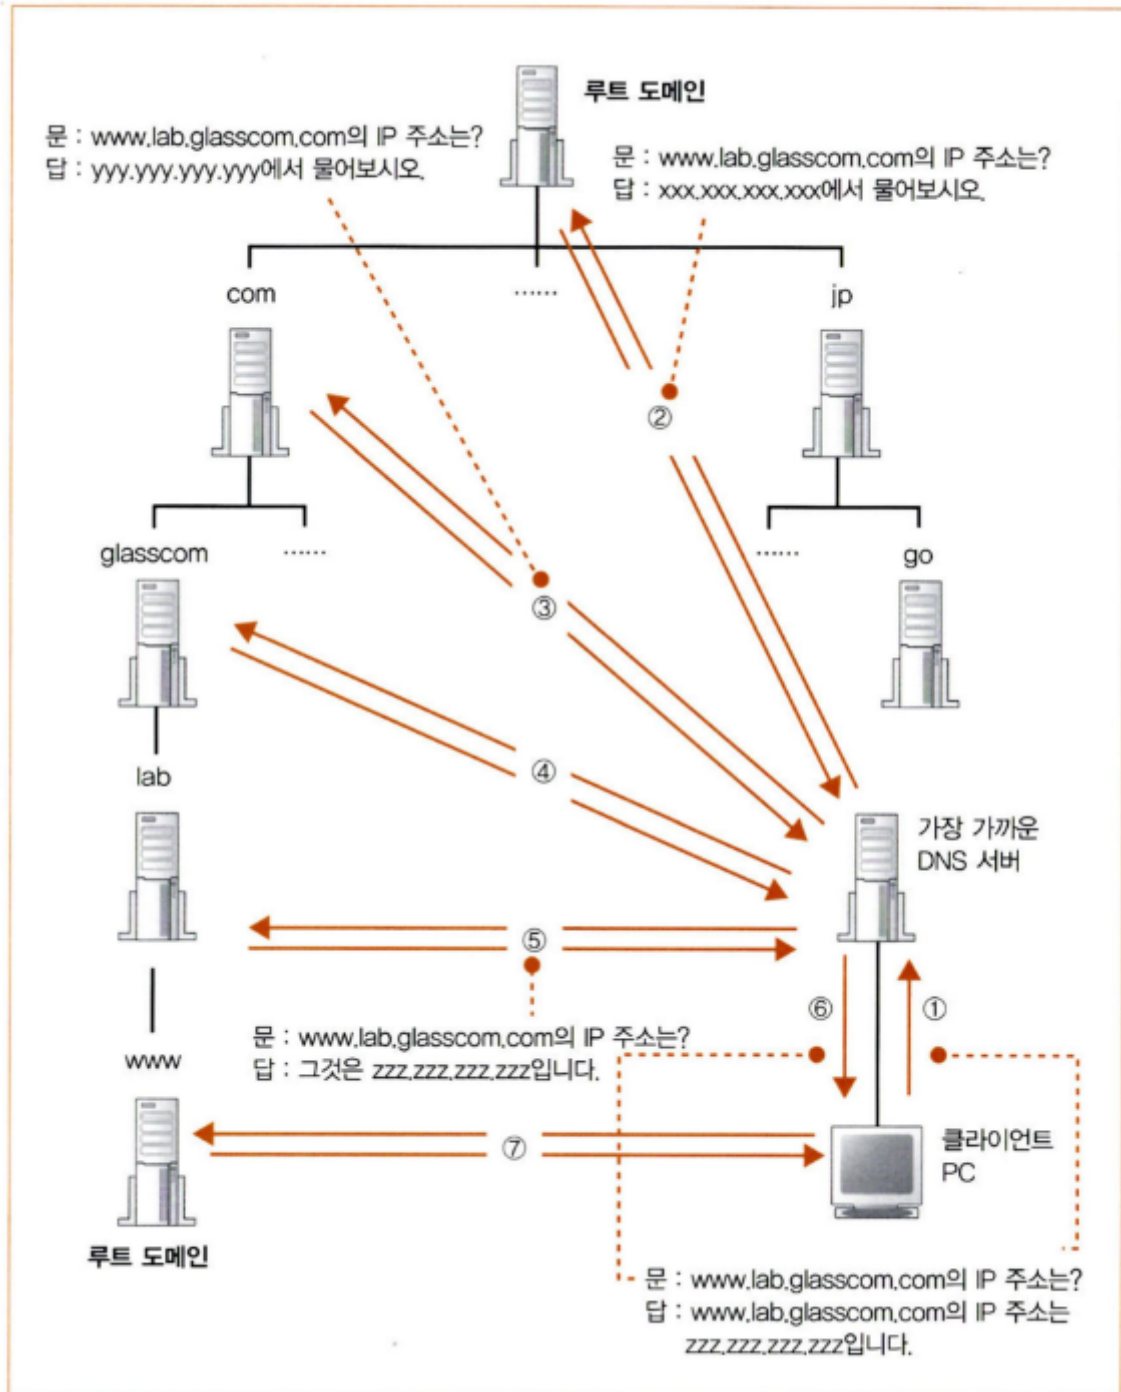 루트 도메인
문 : www.lab.glasscom.com의 IP 주소는?
답 : yyy.yyy.yyy.yyy에서 물어보시오.
문 : www.lab.glasscom.com의 IP 주소는?
답 : xxx.xxx.xxx.xxx에서 물어보시오.
com
......
jp
②
glasscom
......
......
go
③
④
lab
가장 가까운
DNS 서버
⑤
⑥
①
문 : www.lab.glasscom.com의 IP 주소는?
답 : 그것은 zzz.zzz.zzz.zzz입니다.
www
⑦
클라이언트
PC
루트 도메인
문 : www.lab.glasscom.com의 IP 주소는?
답 : www.lab.glasscom.com의 IP 주소는
zzz.zzz.zzz.zzz입니다.